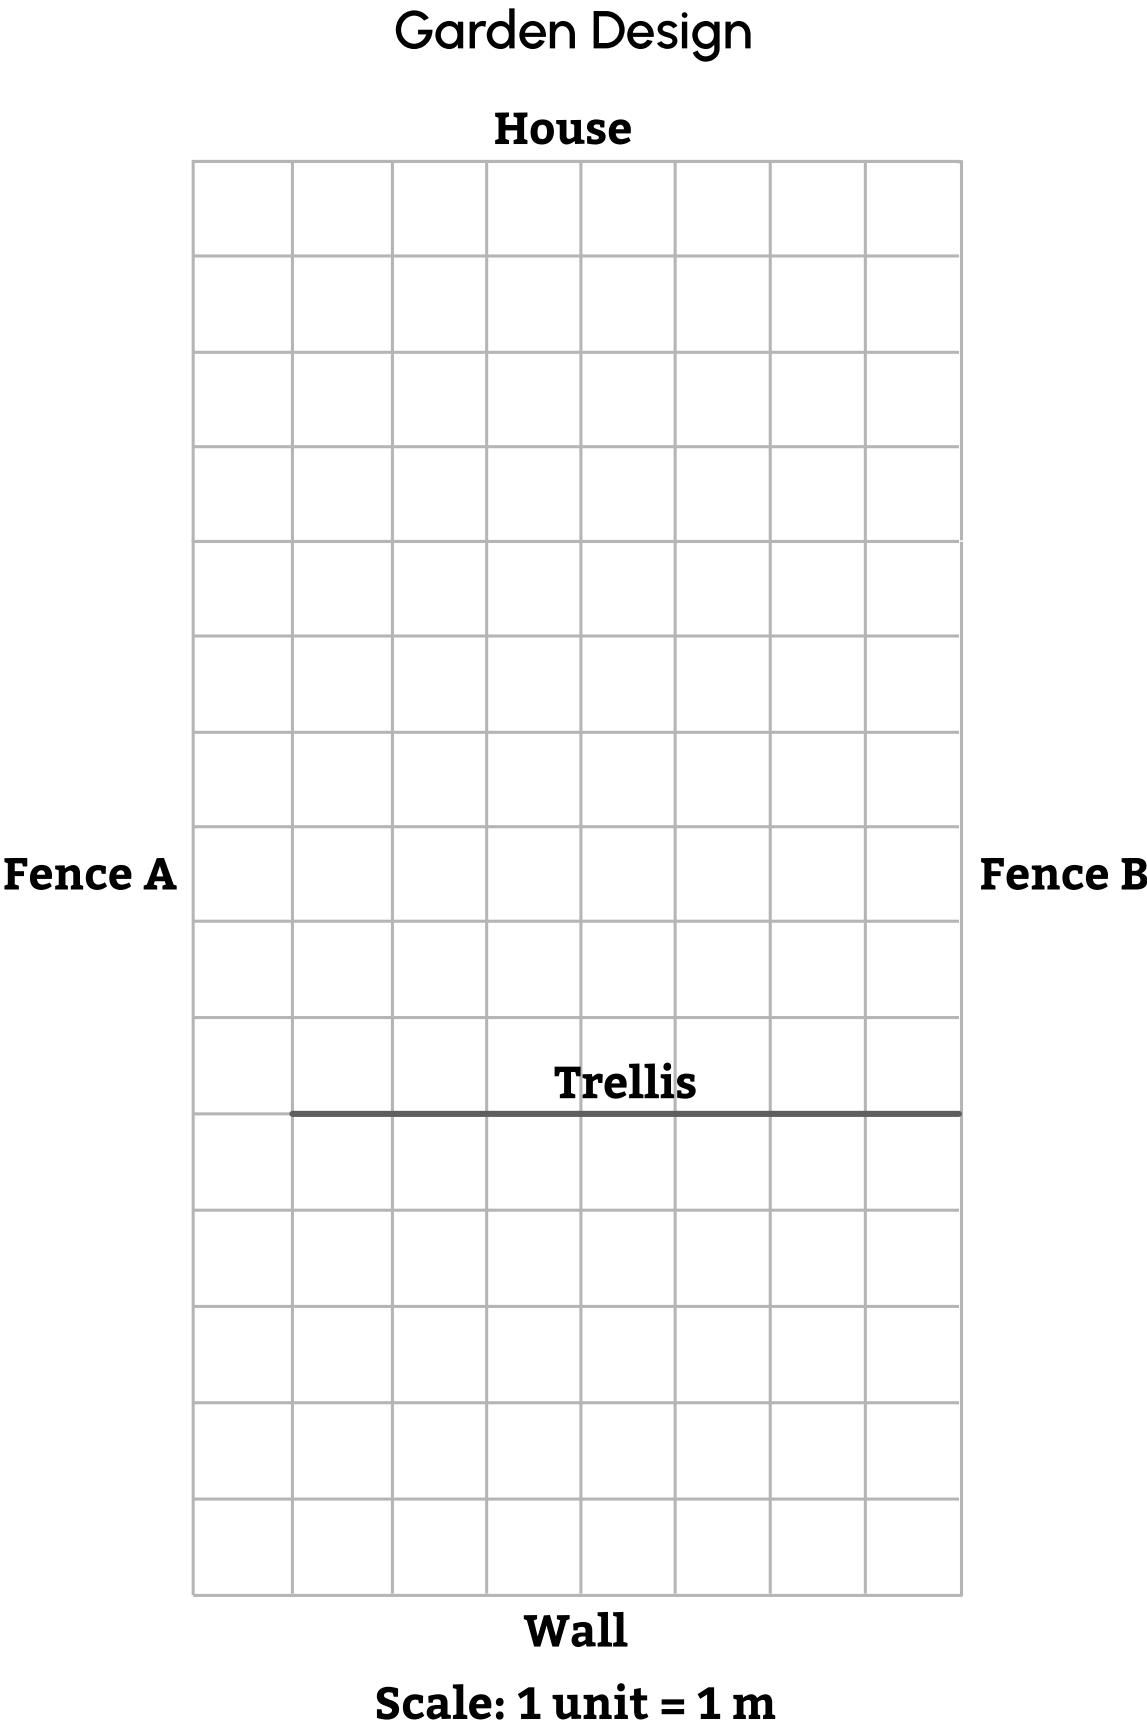 Garden Design
House
Fence A
Fence B
Trellis
Wall
Scale: 1 unit = 1 m